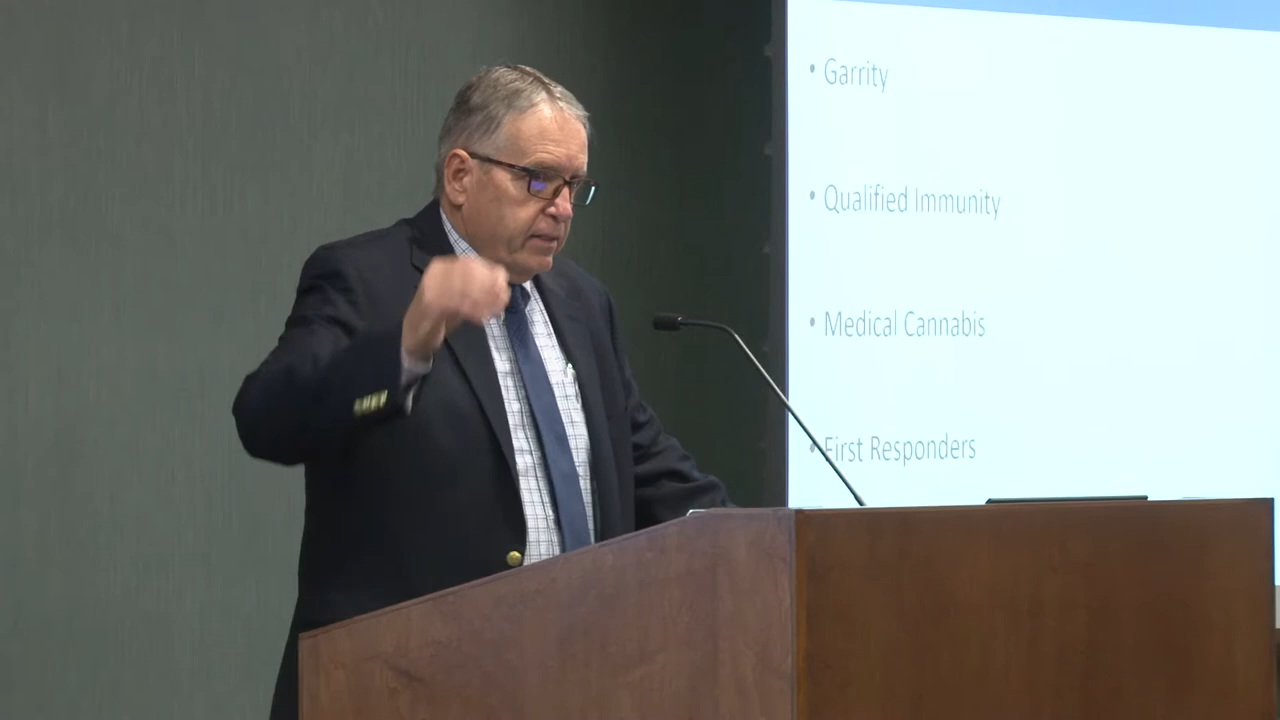 • Garrity
• Qualified Immunity
• Medical Cannabis
• First Responders